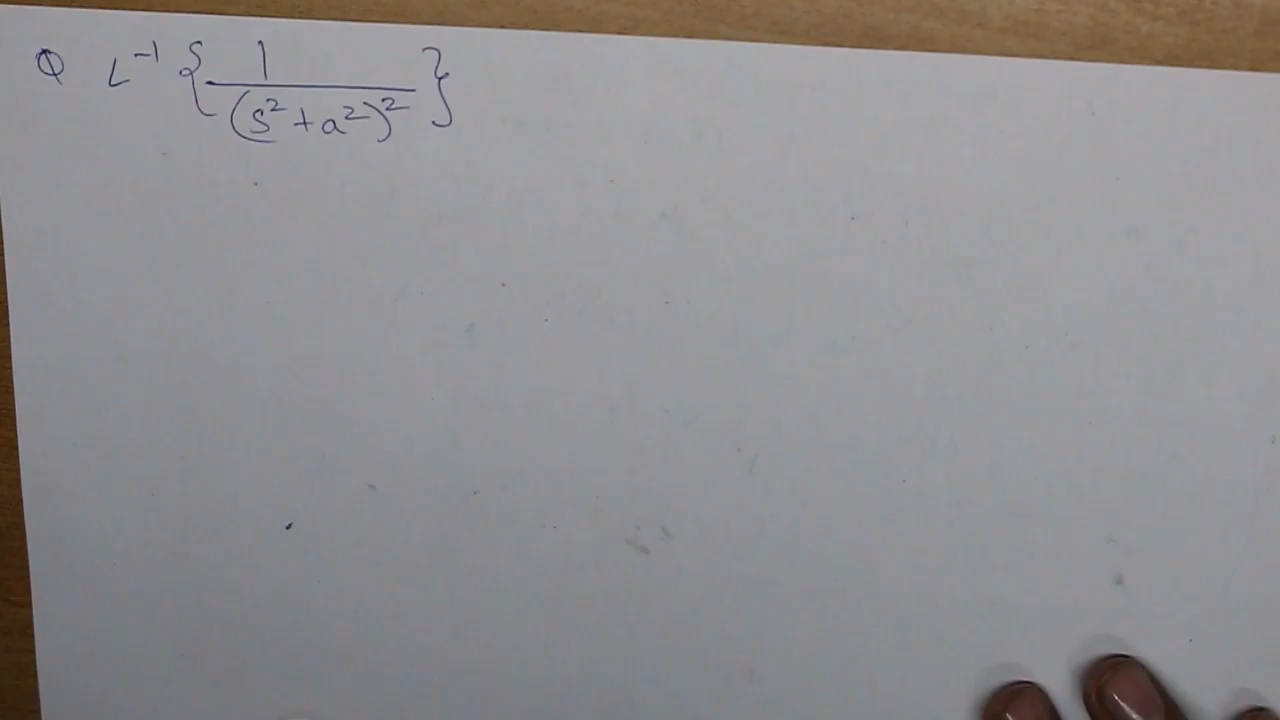 Q L⁻¹ { 1 / (s² + a²)² }